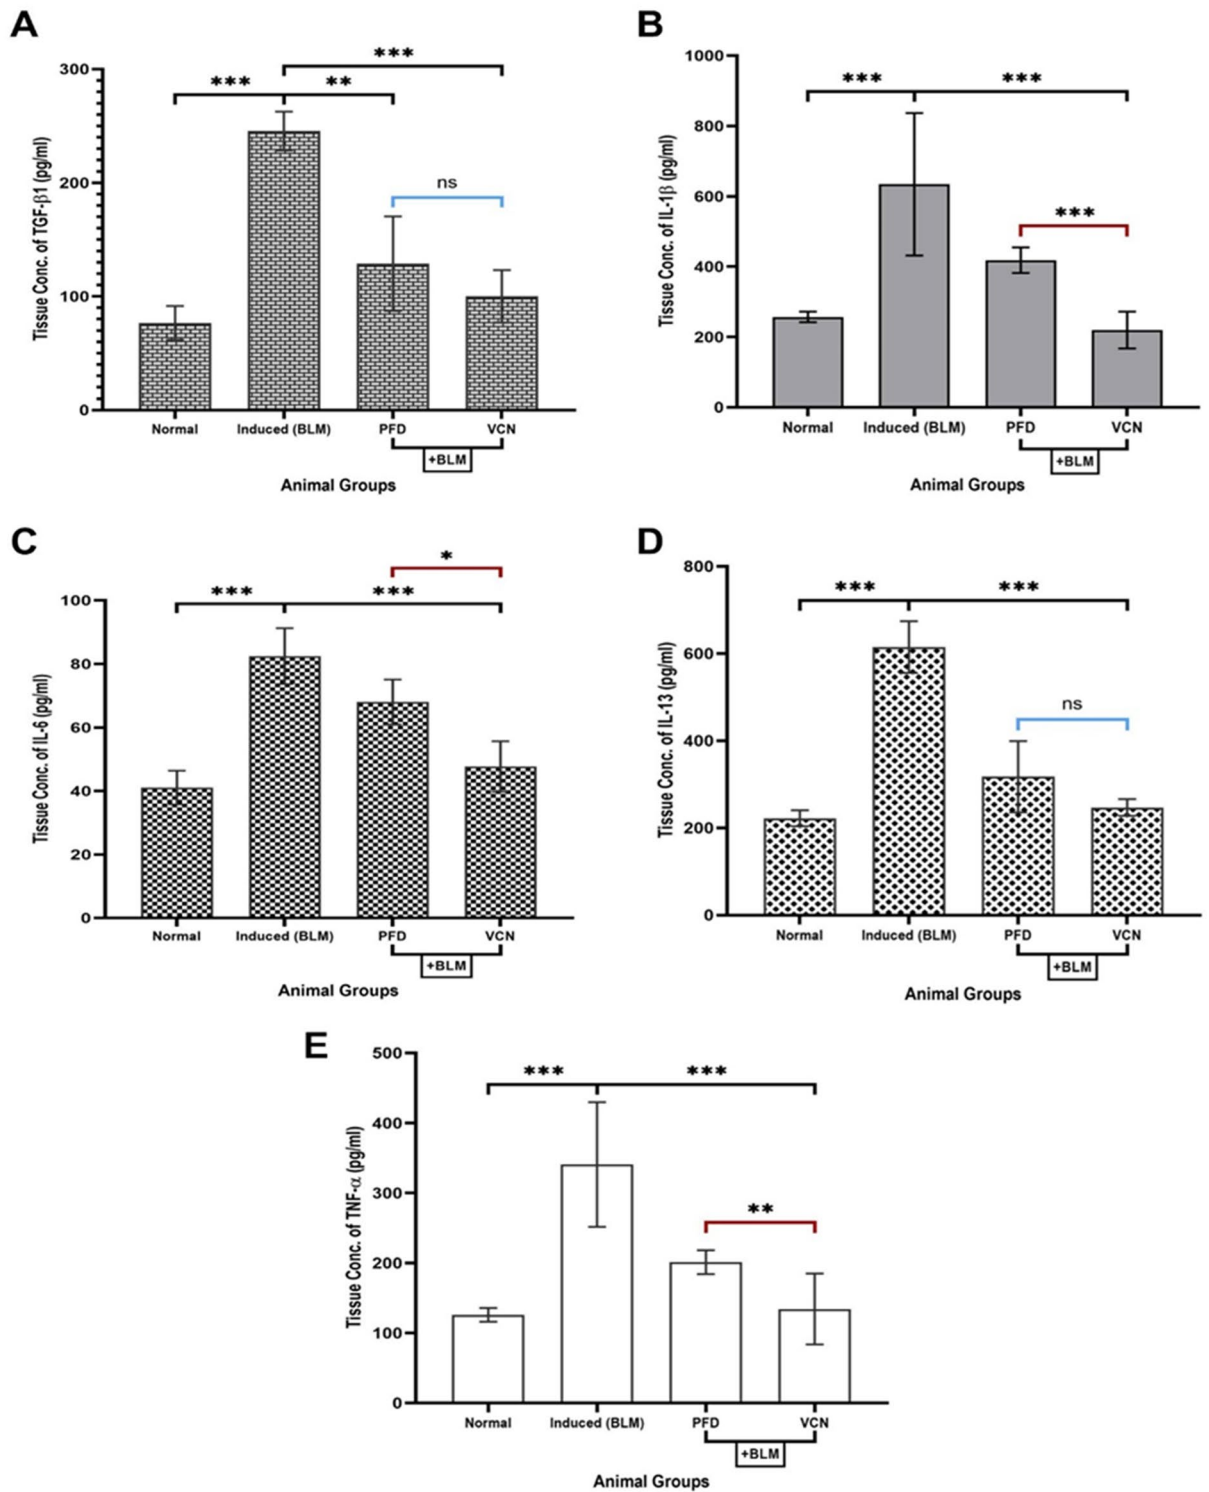 A
Tissue Conc. of TGF-β1 (pg/ml)
300
200
100
0
***
***
**
ns
Normal
Induced (BLM)
PFD
VCN
+BLM
Animal Groups
B
Tissue Conc. of IL-1β (pg/ml)
1000
800
600
400
200
0
***
***
***
Normal
Induced (BLM)
PFD
VCN
+BLM
Animal Groups
C
Tissue Conc. of IL-6 (pg/ml)
100
80
60
40
20
0
*
***
***
Normal
Induced (BLM)
PFD
VCN
+BLM
Animal Groups
D
Tissue Conc. of IL-13 (pg/ml)
800
600
400
200
0
***
***
ns
Normal
Induced (BLM)
PFD
VCN
+BLM
Animal Groups
E
Tissue Conc. of TNF-α (pg/ml)
500
400
300
200
100
0
***
***
**
Normal
Induced (BLM)
PFD
VCN
+BLM
Animal Groups